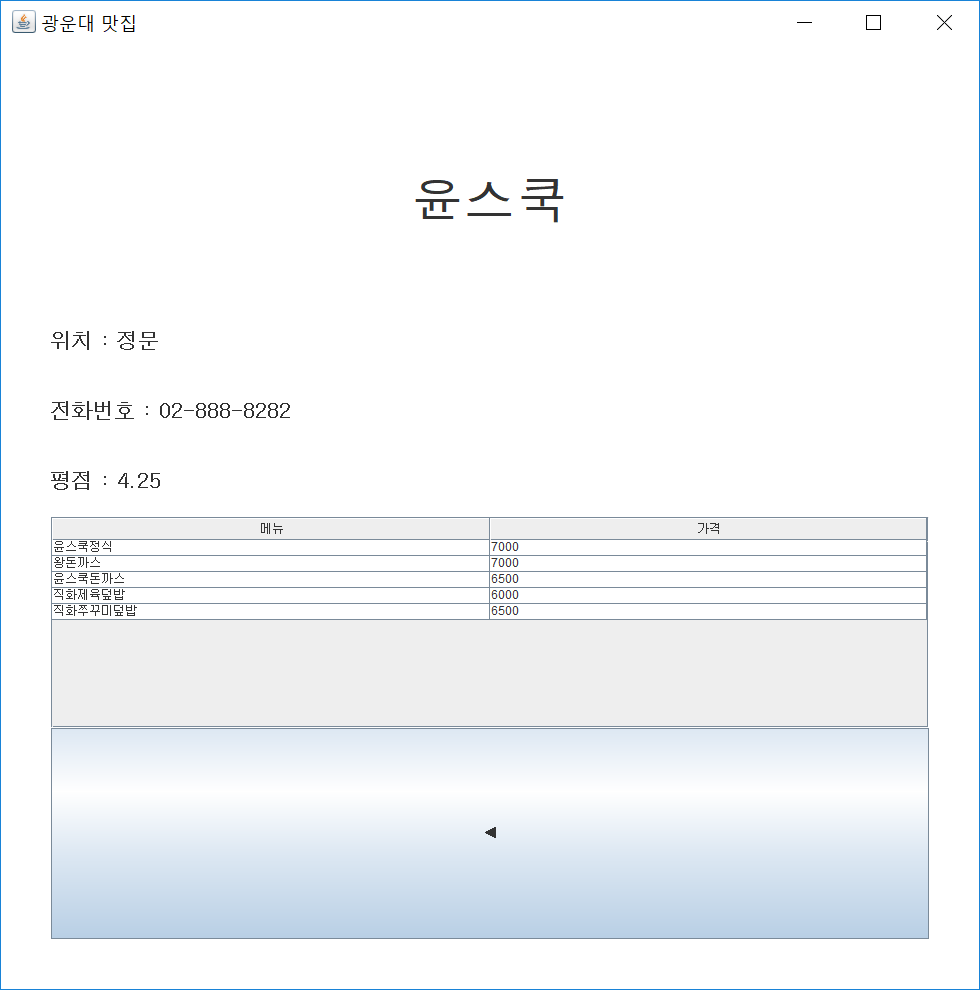 광운대 맛집
윤스쿡
위치 : 정문
전화번호 : 02-888-8282
평점 : 4.25
메뉴 가격
윤스쿡정식 7000
왕돈까스 7000
윤스쿡돈까스 6500
직화제육덮밥 6000
직화쭈꾸미덮밥 6500
◀